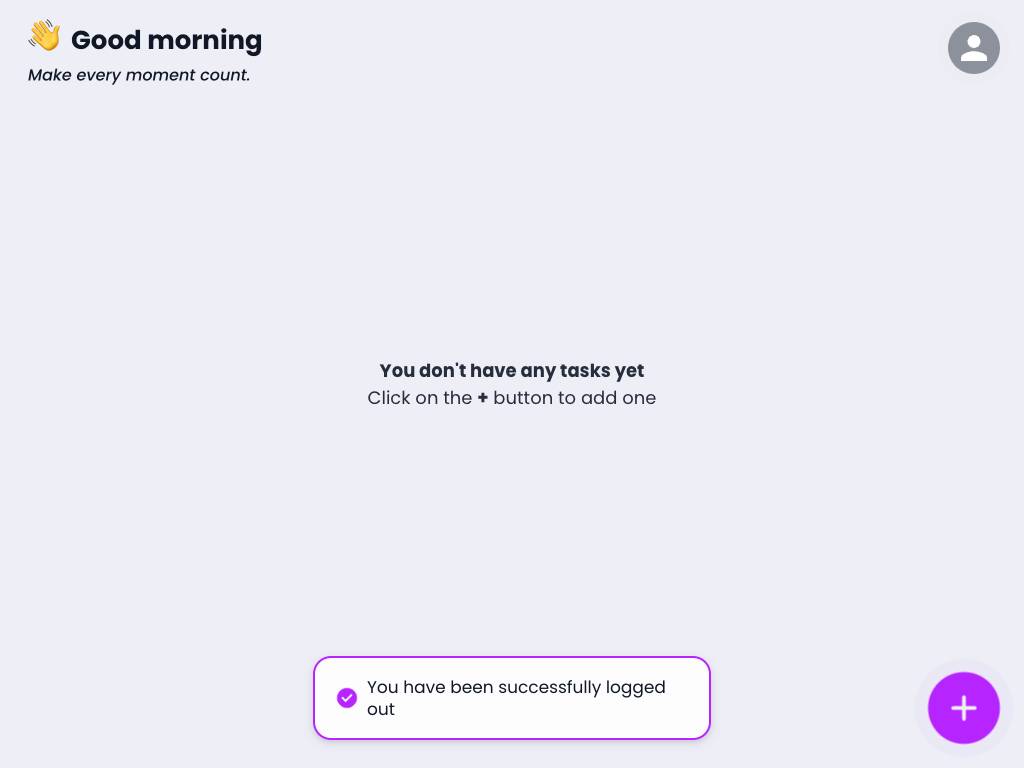 👋 Good morning
Make every moment count.
You don't have any tasks yet
Click on the + button to add one
You have been successfully logged
out